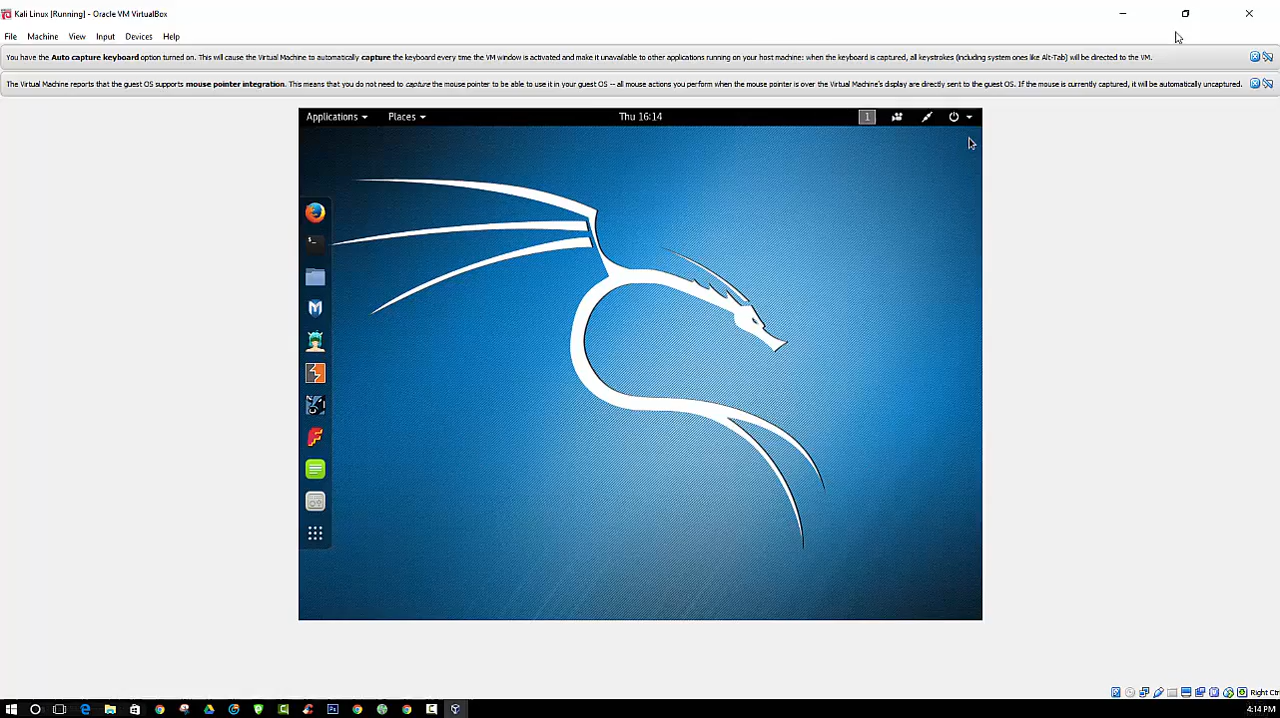 Kali Linux [Running] - Oracle VM VirtualBox
File Machine View Input Devices Help
You have the Auto capture keyboard option turned on. This will cause the Virtual Machine to automatically capture the keyboard every time the VM window is activated and make it unavailable to other applications running on your host machine: when the keyboard is captured, all keystrokes (including system ones like Alt-Tab) will be directed to the VM.
The Virtual Machine reports that the guest OS supports mouse pointer integration. This means that you do not need to capture the mouse pointer to be able to use it in your guest OS -- all mouse actions you perform when the mouse pointer is over the Virtual Machine's display are directly sent to the guest OS. If the mouse is currently captured, it will be automatically uncaptured.
Applications Places Thu 16:14 1
Right Ctrl
4:14 PM